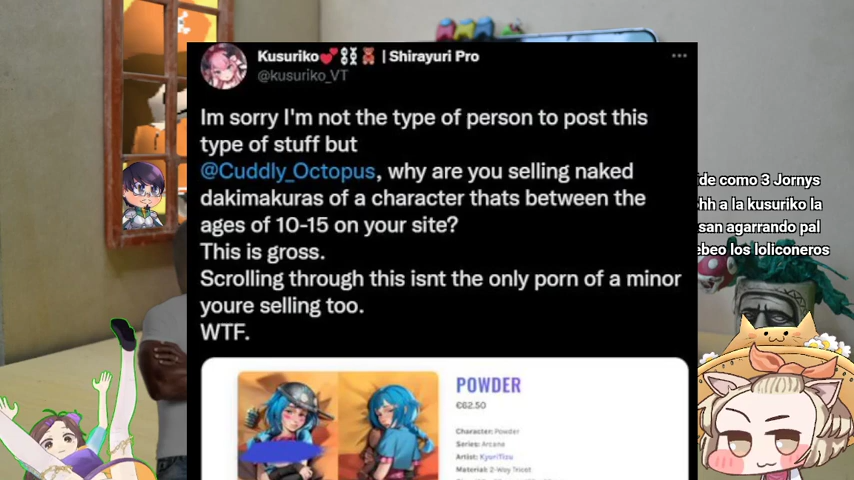 Kusuriko💕⛓🧸 | Shirayuri Pro
@kusuriko_VT
Im sorry I'm not the type of person to post this
type of stuff but
@Cuddly_Octopus, why are you selling naked
dakimakuras of a character thats between the
ages of 10-15 on your site?
This is gross.
Scrolling through this isnt the only porn of a minor
youre selling too.
WTF.
POWDER
€62.50
Character: Powder
Series: Arcane
Artist: KyuriTizu
Material: 2-Way Tricot
ide como 3 Jornys
ohh a la kusuriko la
san agarrando pal
ebeo los loliconeros